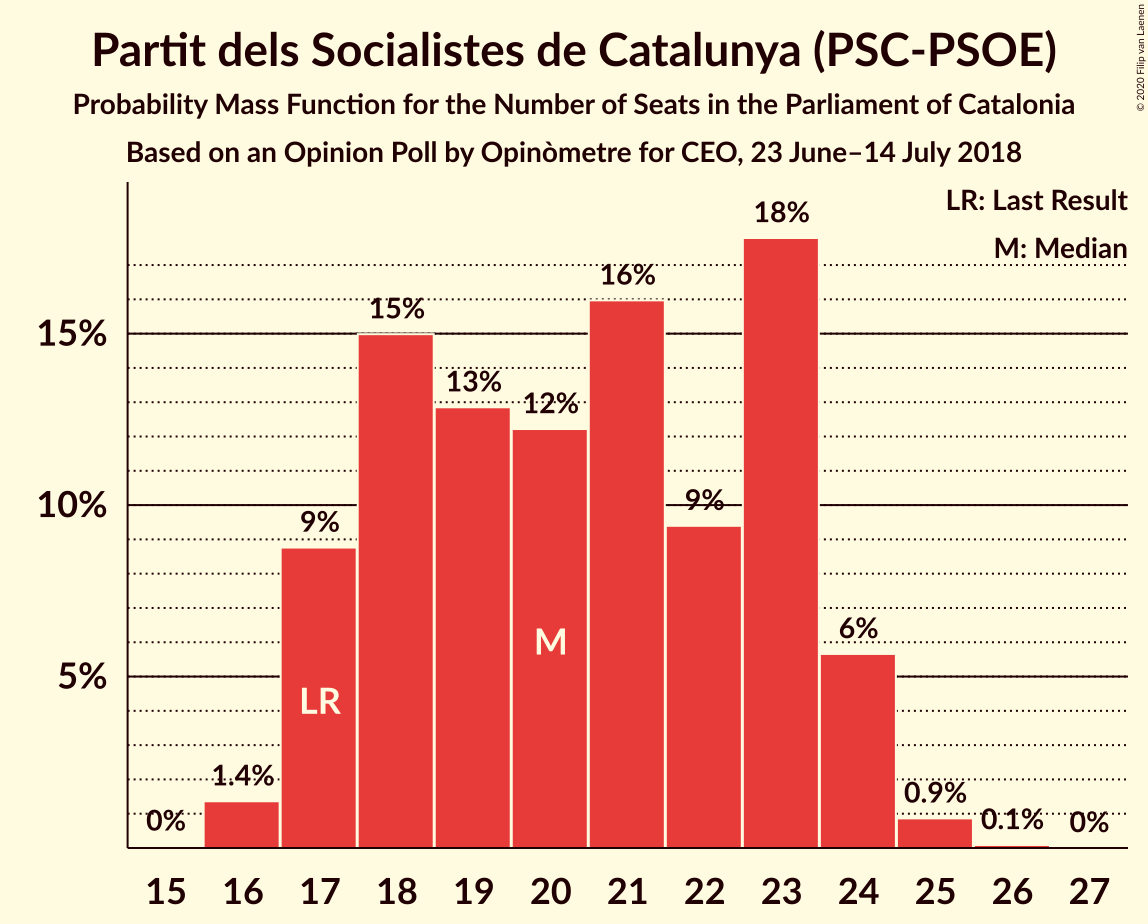 Partit dels Socialistes de Catalunya (PSC-PSOE)
Probability Mass Function for the Number of Seats in the Parliament of Catalonia
Based on an Opinion Poll by Opinòmetre for CEO, 23 June–14 July 2018
© 2020 Filip van Laenen
LR: Last Result
M: Median
18%
16%
15%
15%
13%
12%
10%
9%
9%
6%
5%
M
LR
1.4%
0.9%
0%
0.1%
0%
15 16 17 18 19 20 21 22 23 24 25 26 27